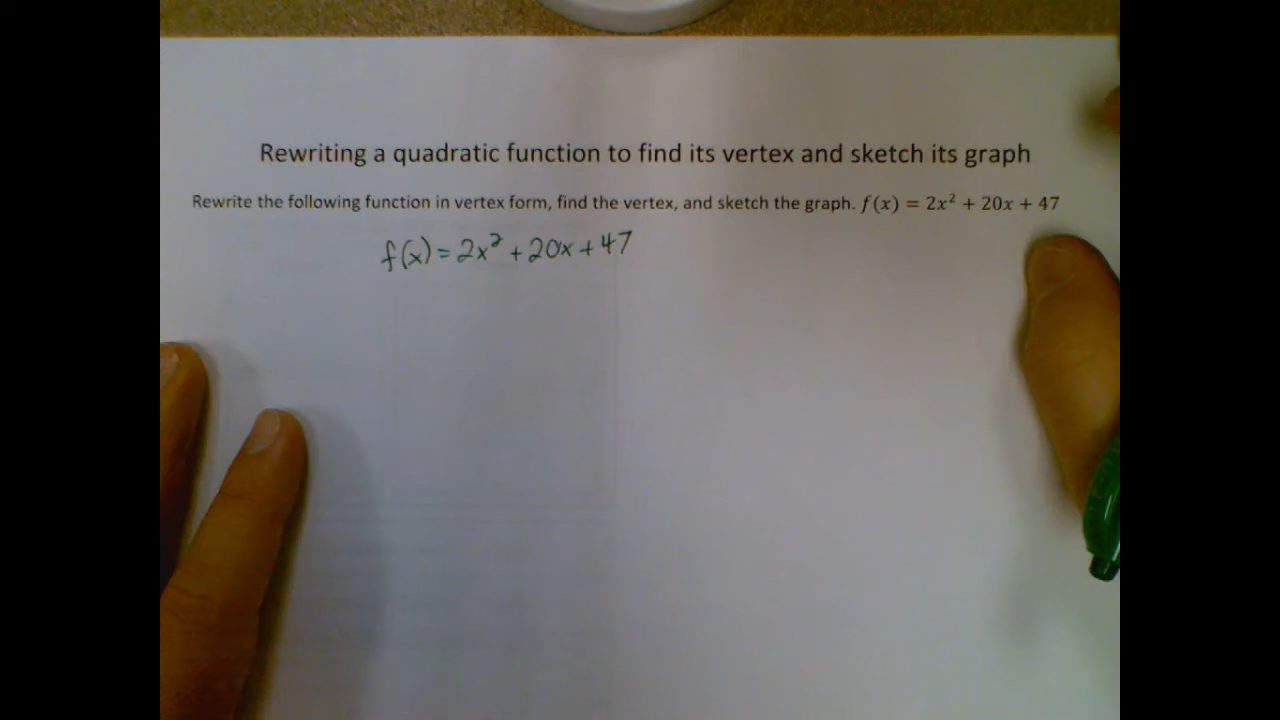 Rewriting a quadratic function to find its vertex and sketch its graph
Rewrite the following function in vertex form, find the vertex, and sketch the graph. f(x) = 2x² + 20x + 47
f(x) = 2x² + 20x + 47